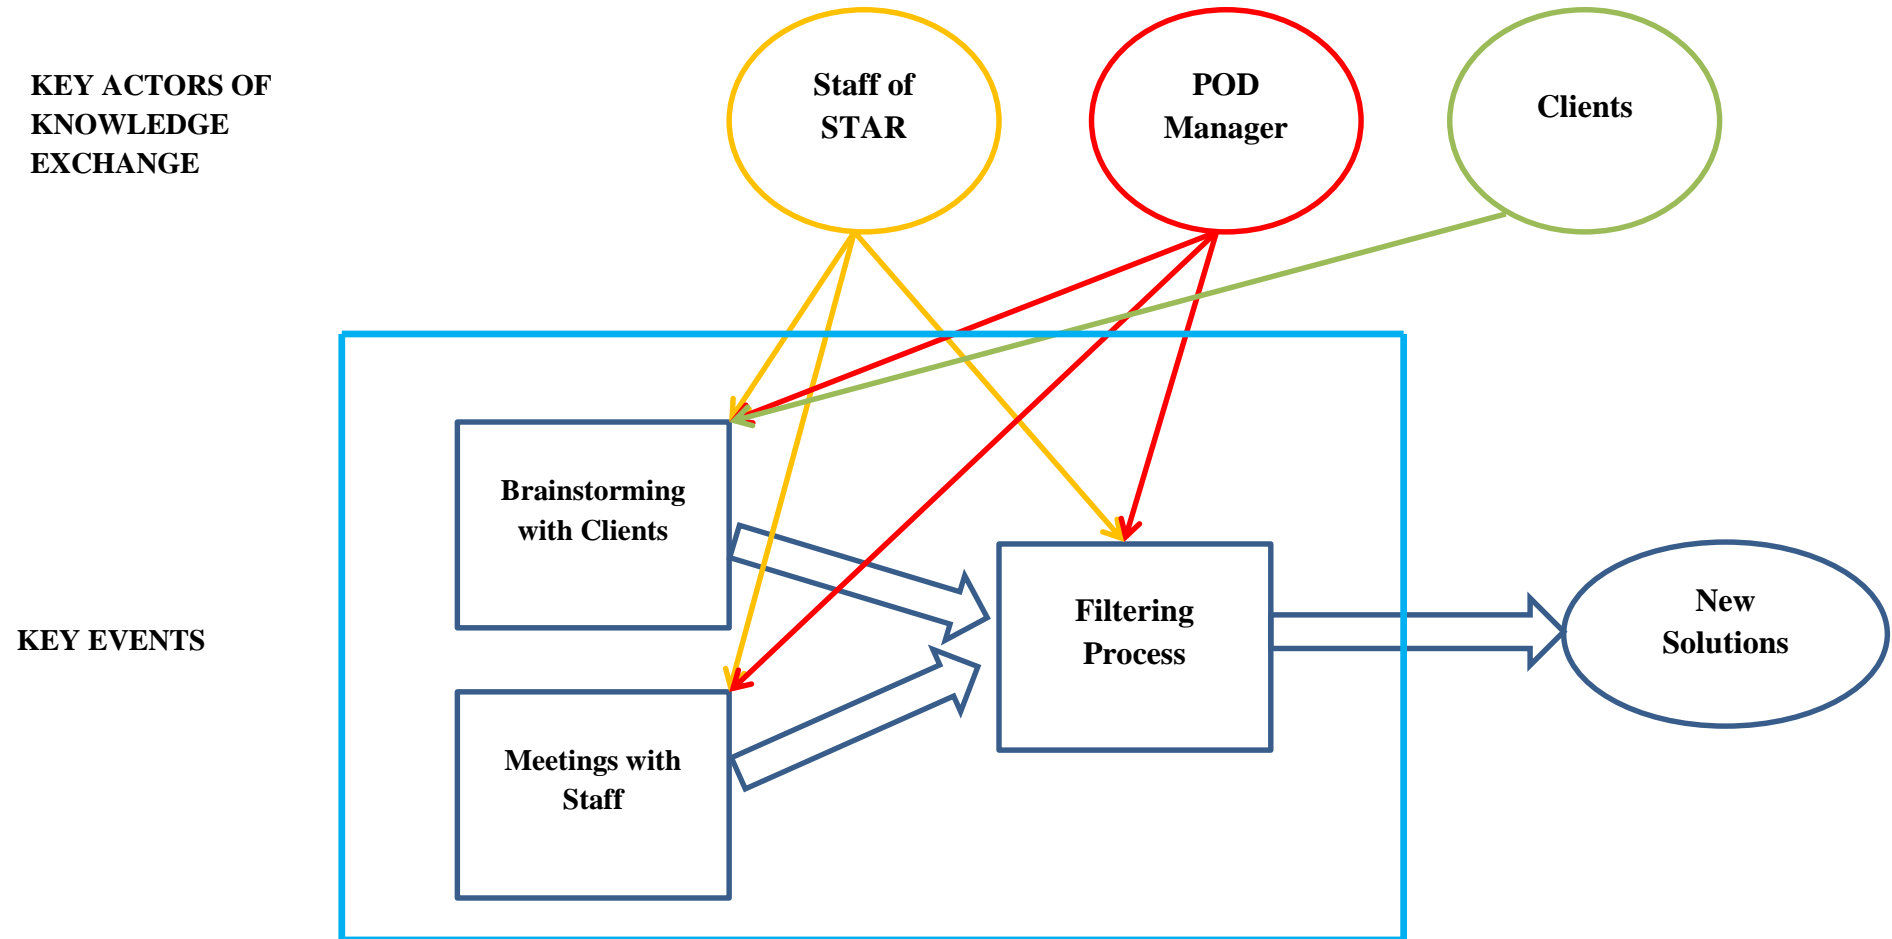 KEY ACTORS OF
KNOWLEDGE
EXCHANGE
Staff of
STAR
POD
Manager
Clients
Brainstorming
with Clients
Filtering
Process
New
Solutions
KEY EVENTS
Meetings with
Staff